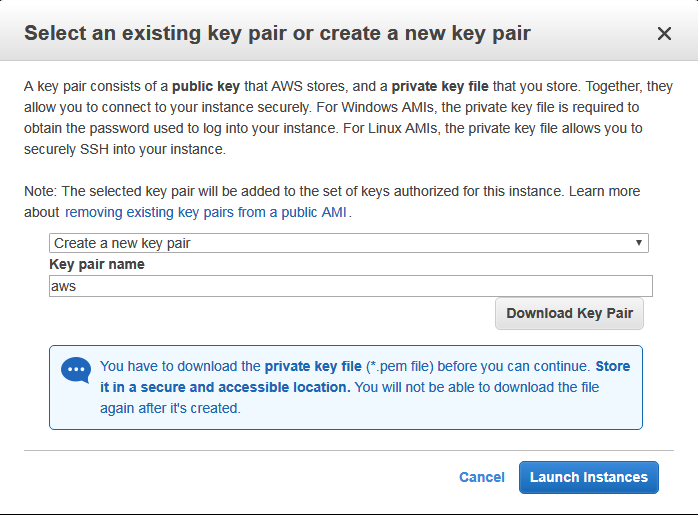 Select an existing key pair or create a new key pair
A key pair consists of a public key that AWS stores, and a private key file that you store. Together, they
allow you to connect to your instance securely. For Windows AMIs, the private key file is required to
obtain the password used to log into your instance. For Linux AMIs, the private key file allows you to
securely SSH into your instance.
Note: The selected key pair will be added to the set of keys authorized for this instance. Learn more
about removing existing key pairs from a public AMI.
Create a new key pair
Key pair name
aws
Download Key Pair
You have to download the private key file (*.pem file) before you can continue. Store
it in a secure and accessible location. You will not be able to download the file
again after it's created.
Cancel Launch Instances